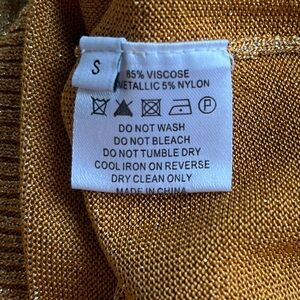 S
85% VISCOSE
METALLIC 5% NYLON
P
DO NOT WASH
DO NOT BLEACH
DO NOT TUMBLE DRY
COOL IRON ON REVERSE
DRY CLEAN ONLY
MADE IN CHINA